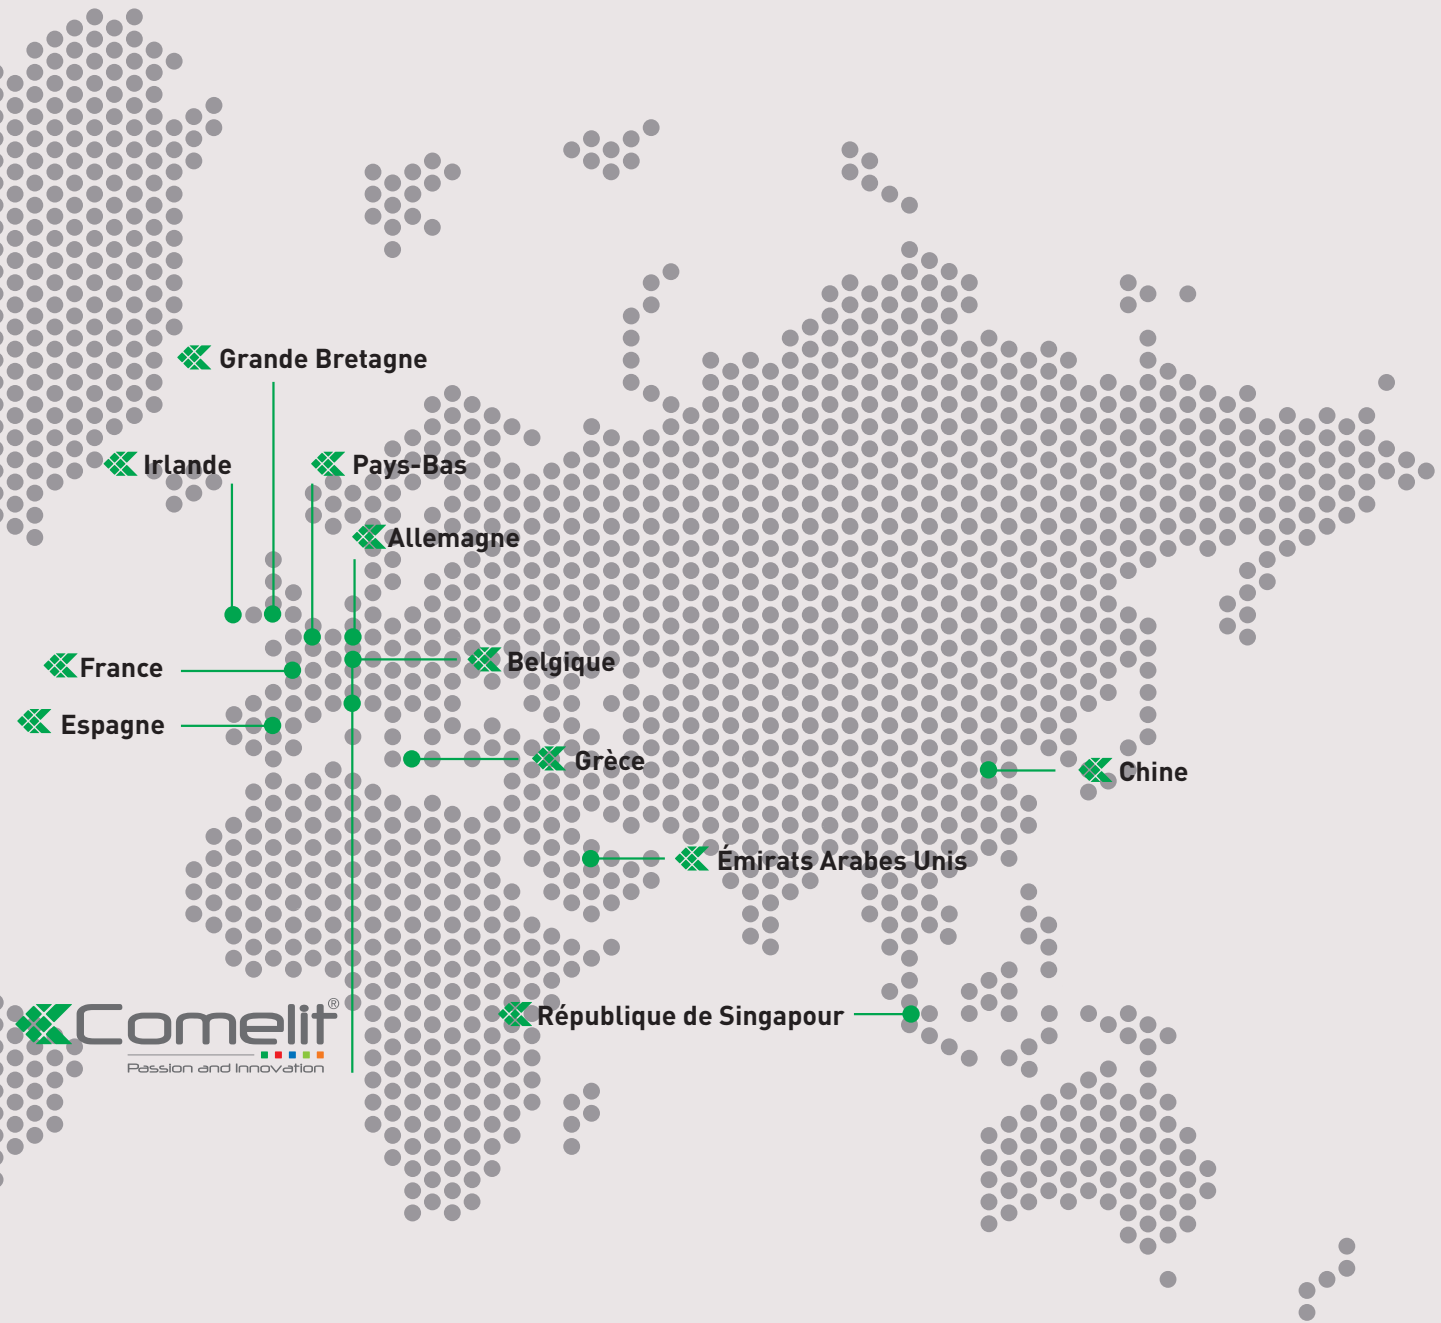 Grande Bretagne
Irlande
Pays-Bas
Allemagne
Belgique
France
Espagne
Grèce
Chine
Émirats Arabes Unis
République de Singapour
Comelit®
Passion and Innovation